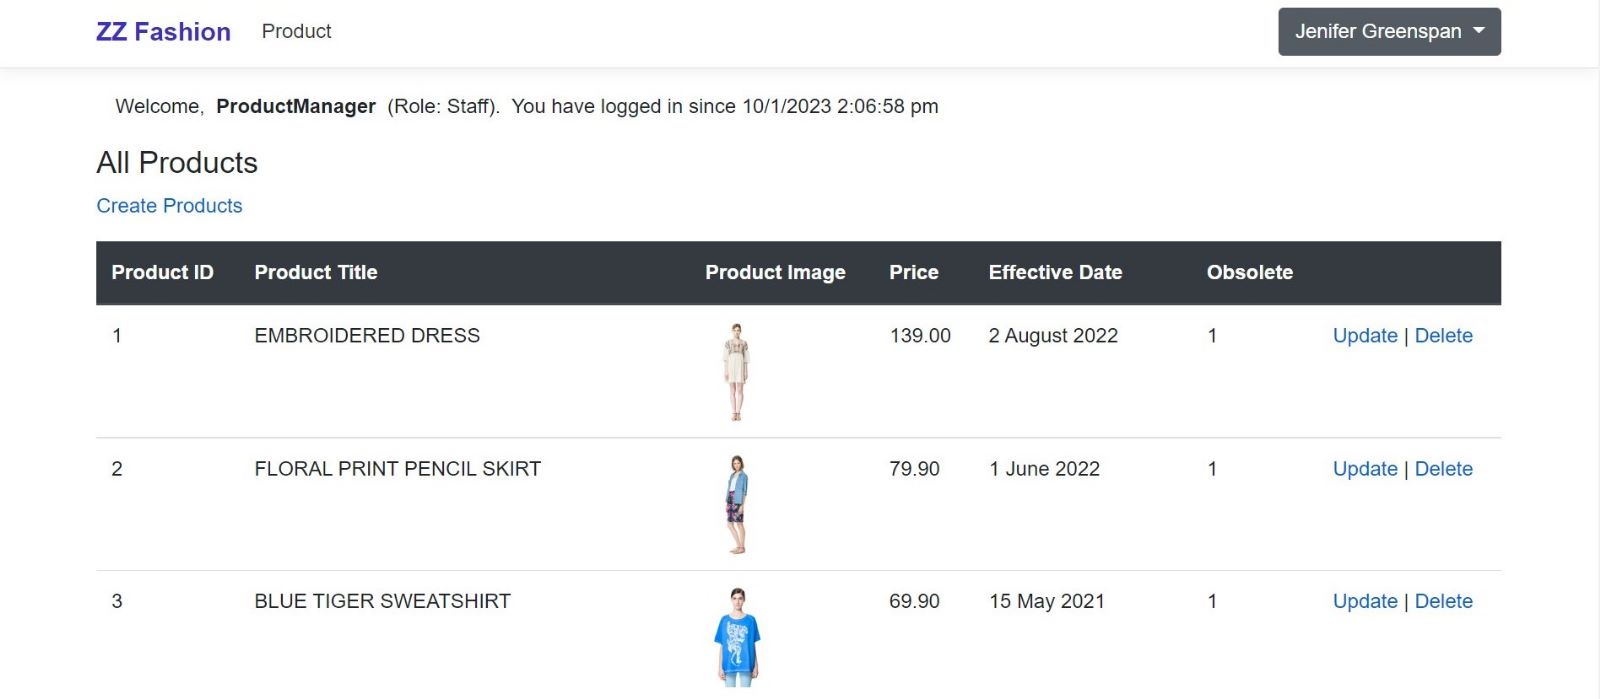 ZZ Fashion Product Jenifer Greenspan
Welcome, ProductManager (Role: Staff). You have logged in since 10/1/2023 2:06:58 pm
All Products
Create Products
Product ID Product Title Product Image Price Effective Date Obsolete
1 EMBROIDERED DRESS 139.00 2 August 2022 1 Update | Delete
2 FLORAL PRINT PENCIL SKIRT 79.90 1 June 2022 1 Update | Delete
3 BLUE TIGER SWEATSHIRT 69.90 15 May 2021 1 Update | Delete